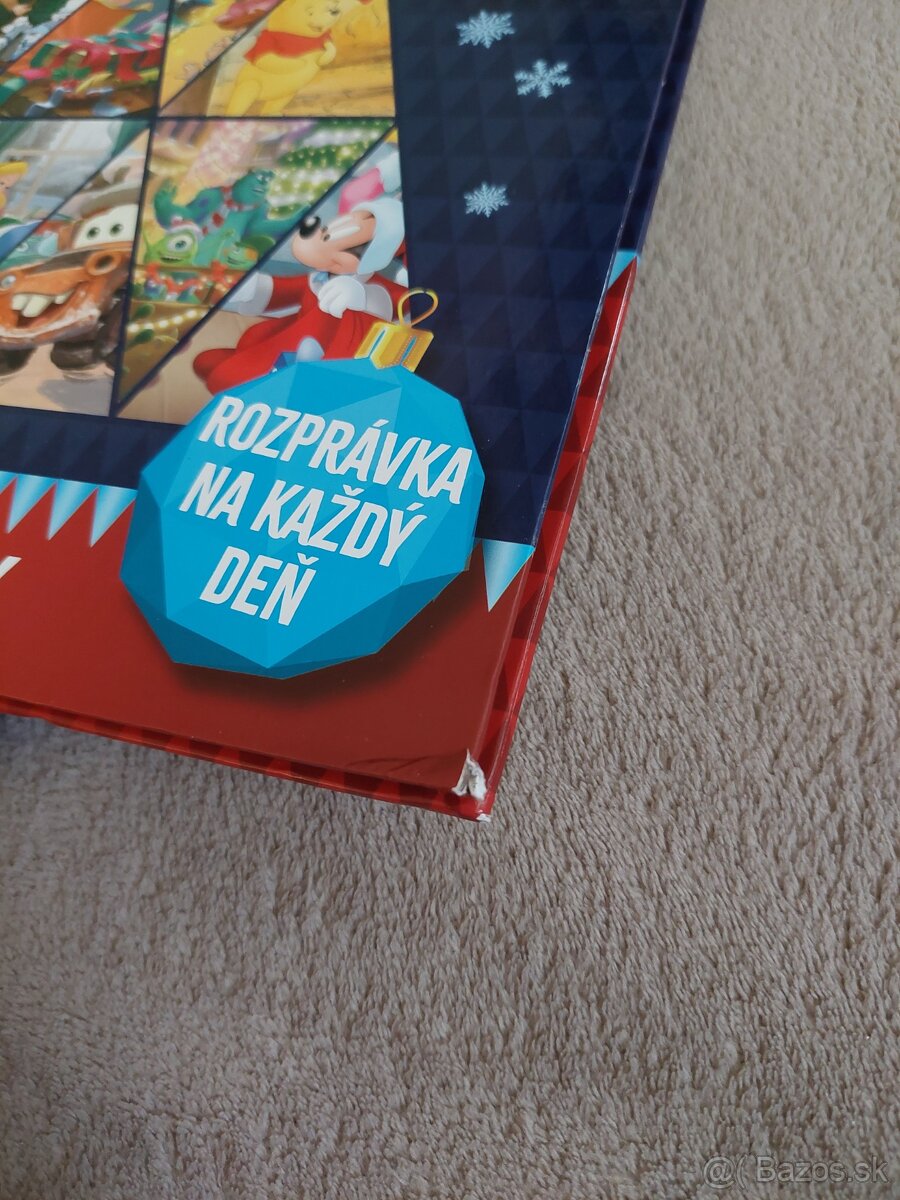 ROZPRÁVKA
NA KAŽDÝ
DEŇ
@( Bazos.sk